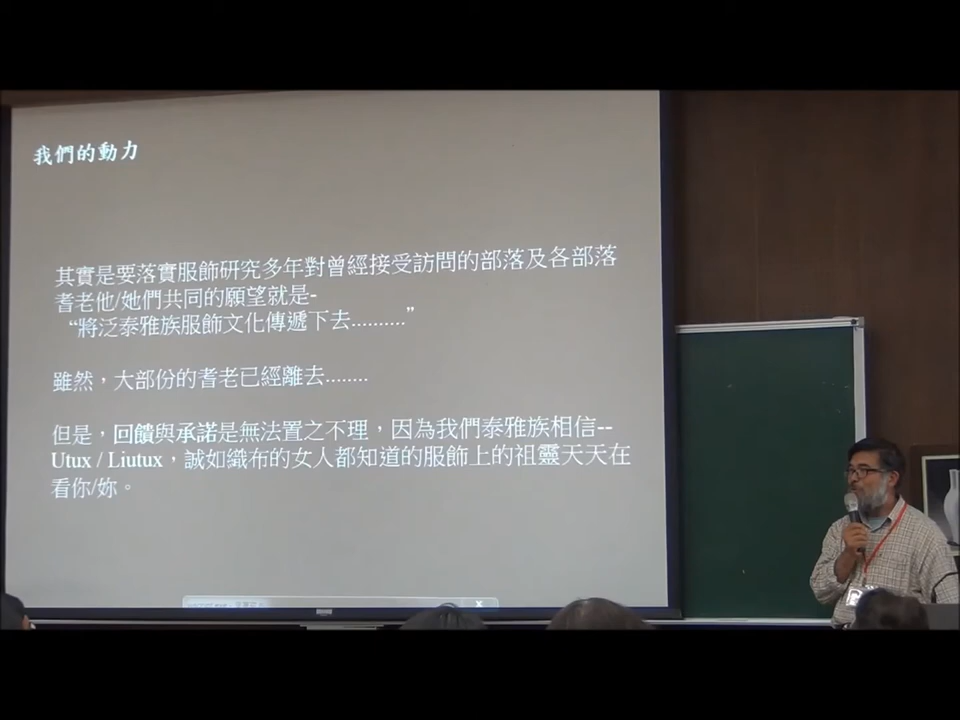 我們的動力
其實是要落實服飾研究多年對曾經接受訪問的部落及各部落
耆老他/她們共同的願望就是-
“將泛泰雅族服飾文化傳遞下去..........”
雖然，大部份的耆老已經離去........
但是，回饋與承諾是無法置之不理，因為我們泰雅族相信--
Utux / Liutux，誠如織布的女人都知道的服飾上的祖靈天天在
看你/妳。